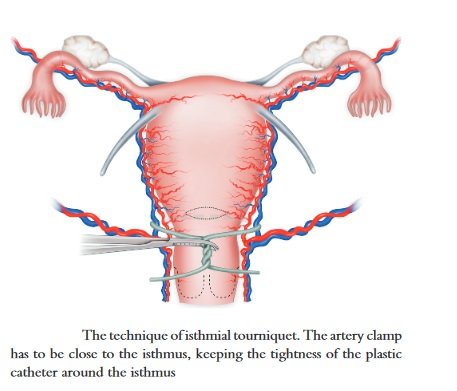 The technique of isthmial tourniquet. The artery clamp
has to be close to the isthmus, keeping the tightness of the plastic
catheter around the isthmus